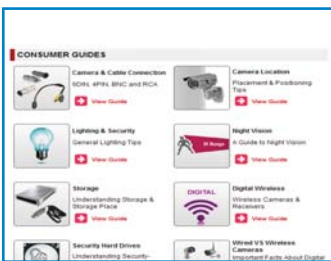 CONSUMER GUIDES
Camera & Cable Connection
6DIN, 4PIN, BNC and RCA
View Guide
Camera Location
Placement & Positioning
Tips
View Guide
Lighting & Security
General Lighting Tips
View Guide
Night Vision
IR Range
A Guide to Night Vision
View Guide
Storage
Understanding Storage &
Storage Place
View Guide
DIGITAL
Digital Wireless
Wireless Cameras &
Receivers
View Guide
Security Hard Drives
Understanding Security-
Wired VS Wireless
Cameras
Important Facts About Digital